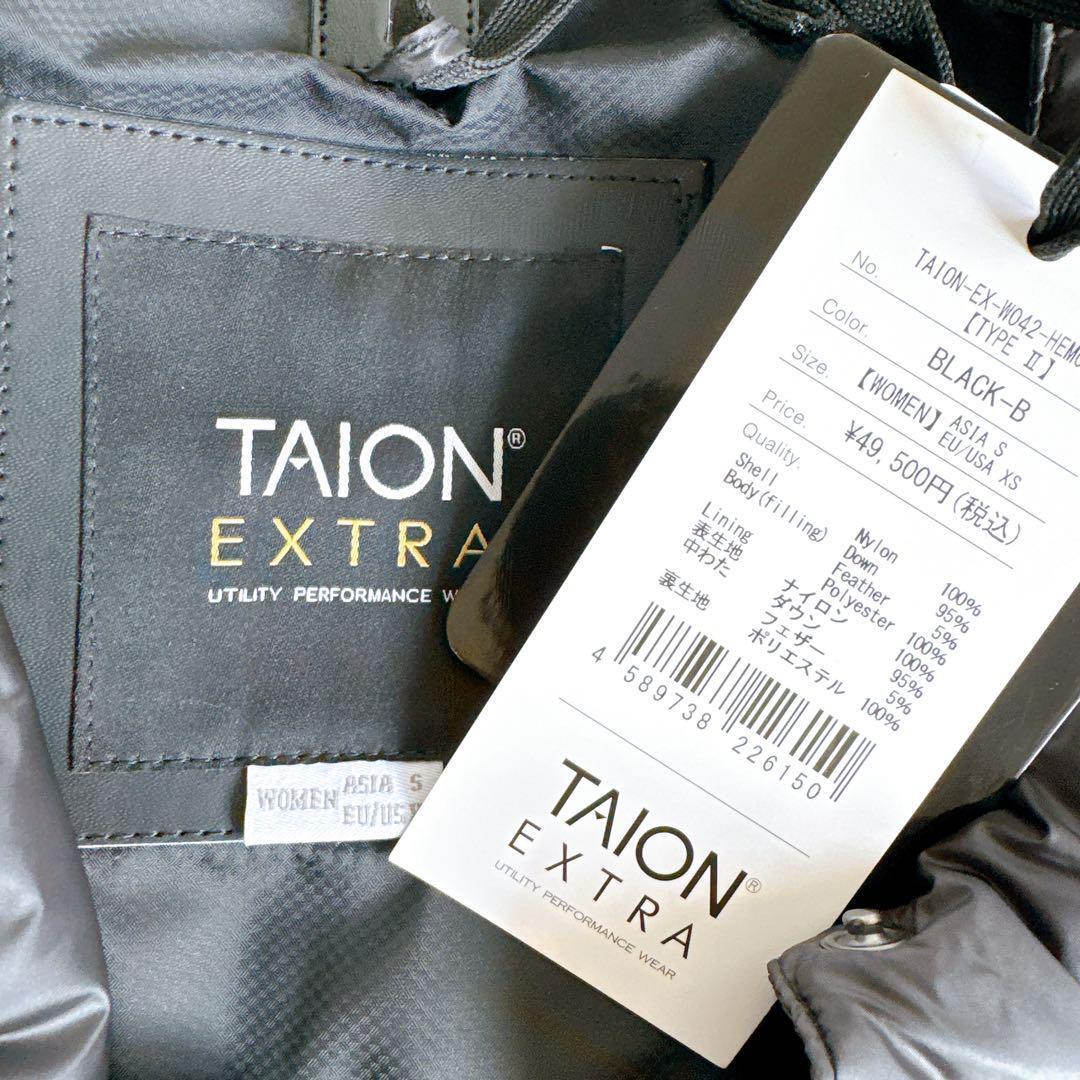 TAION®
EXTRA
UTILITY PERFORMANCE
WOMEN
ASIA S
EU/US
No. TAION-EX-W042-HEMC
【TYPE Ⅱ】
Color. BLACK-B
Size. 【WOMEN】 ASIA S
EU/USA XS
Price. ¥49,500円(税込)
Quality.
Shell Nylon 100%
Body(filling) Down 95%
Feather 5%
Lining Polyester 100%
表生地 ナイロン 100%
中わた ダウン 95%
フェザー 5%
裏生地 ポリエステル 100%
4 589738 226150
TAION®
EXTRA
UTILITY PERFORMANCE WEAR